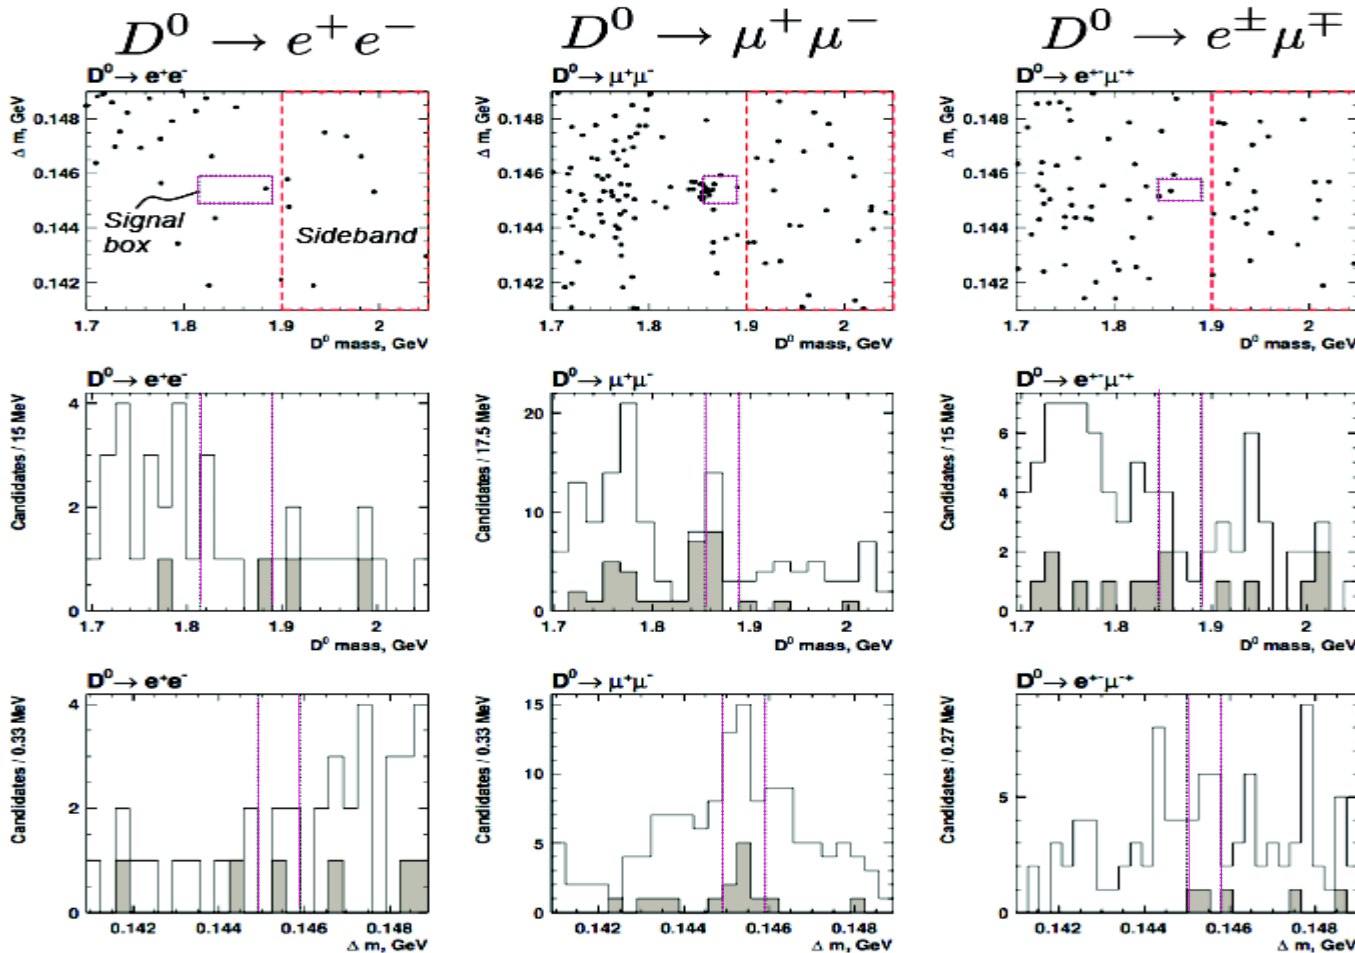 D⁰ → e⁺e⁻ D⁰ → μ⁺μ⁻ D⁰ → e±μ∓
D⁰→ e⁺e⁻
Δ m, GeV
0.148
0.146
0.144
0.142
Signal
box
Sideband
1.7 1.8 1.9 2
D⁰ mass, GeV
D⁰→ μ⁺μ⁻
Δ m, GeV
0.148
0.146
0.144
0.142
1.7 1.8 1.9 2
D⁰ mass, GeV
D⁰→ e⁺⁻μ⁻⁺
Δ m, GeV
0.148
0.146
0.144
0.142
1.7 1.8 1.9 2
D⁰ mass, GeV
D⁰→ e⁺e⁻
Candidates / 15 MeV
4
2
0
1.7 1.8 1.9 2
D⁰ mass, GeV
D⁰→ μ⁺μ⁻
Candidates / 17.5 MeV
20
15
10
5
0
1.7 1.8 1.9 2
D⁰ mass, GeV
D⁰→ e⁺⁻μ⁻⁺
Candidates / 15 MeV
6
4
2
0
1.7 1.8 1.9 2
D⁰ mass, GeV
D⁰→ e⁺e⁻
Candidates / 0.33 MeV
4
2
0
0.142 0.144 0.146 0.148
Δ m, GeV
D⁰→ μ⁺μ⁻
Candidates / 0.33 MeV
15
10
5
0
0.142 0.144 0.146 0.148
Δ m, GeV
D⁰→ e⁺⁻μ⁻⁺
Candidates / 0.27 MeV
5
0
0.142 0.144 0.146 0.148
Δ m, GeV